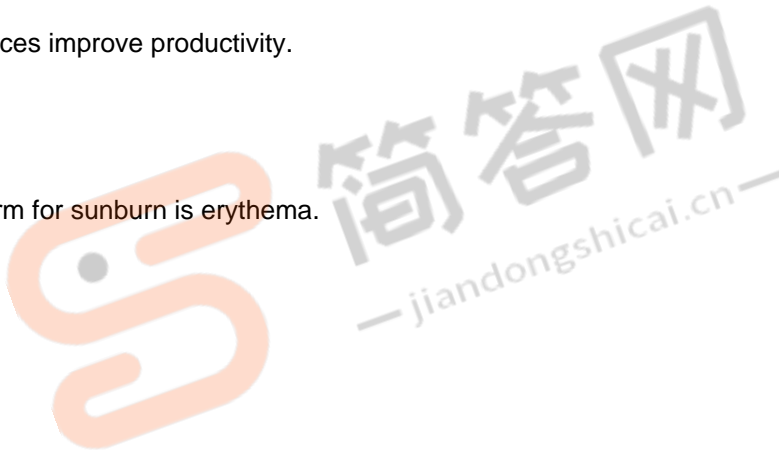 ces improve productivity.
rm for sunburn is erythema.
简答网
jiandongshicai.cn